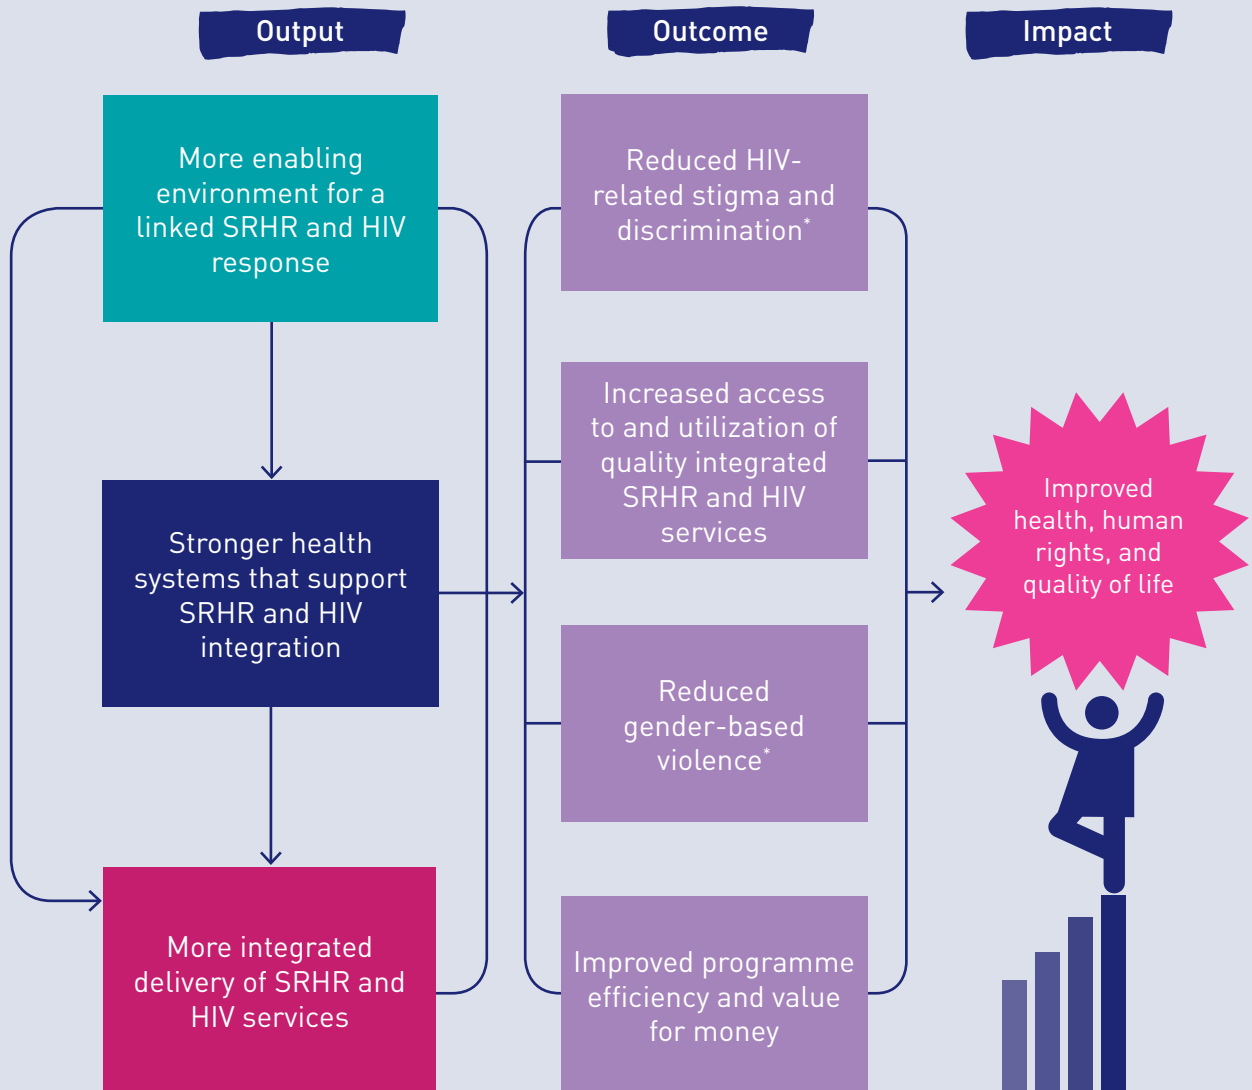 Output
Outcome
Impact
More enabling
environment for a
linked SRHR and HIV
response
Stronger health
systems that support
SRHR and HIV
integration
More integrated
delivery of SRHR and
HIV services
Reduced HIV-
related stigma and
discrimination*
Increased access
to and utilization of
quality integrated
SRHR and HIV
services
Reduced
gender-based
violence*
Improved programme
efficiency and value
for money
Improved
health, human
rights, and
quality of life